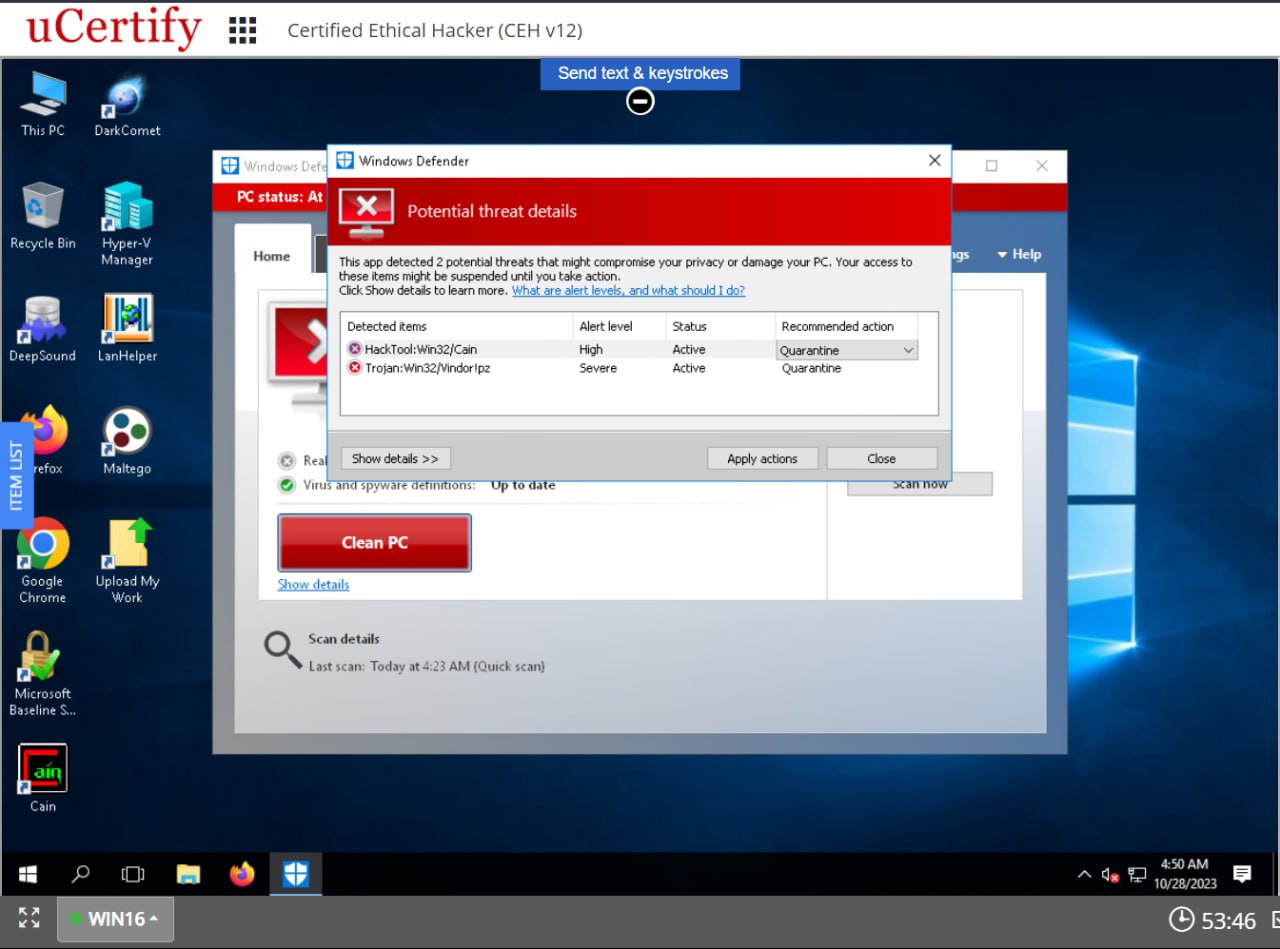 uCertify
Certified Ethical Hacker (CEH v12)
Send text & keystrokes
This PC
DarkComet
Recycle Bin
Hyper-V
Manager
DeepSound
LanHelper
refox
Maltego
ITEM LIST
Google
Chrome
Upload My
Work
Microsoft
Baseline S...
Cain
Windows Defe
PC status: At
Home
ngs
Help
Windows Defender
Potential threat details
This app detected 2 potential threats that might compromise your privacy or damage your PC. Your access to
these items might be suspended until you take action.
Click Show details to learn more. What are alert levels, and what should I do?
Detected items Alert level Status Recommended action
HackTool:Win32/Cain High Active Quarantine
Trojan:Win32/Vindor!pz Severe Active Quarantine
Show details >> Apply actions Close
Real
Virus and spyware definitions: Up to date
Scan now
Clean PC
Show details
Scan details
Last scan: Today at 4:23 AM (Quick scan)
aín
4:50 AM
10/28/2023
WIN16
53:46